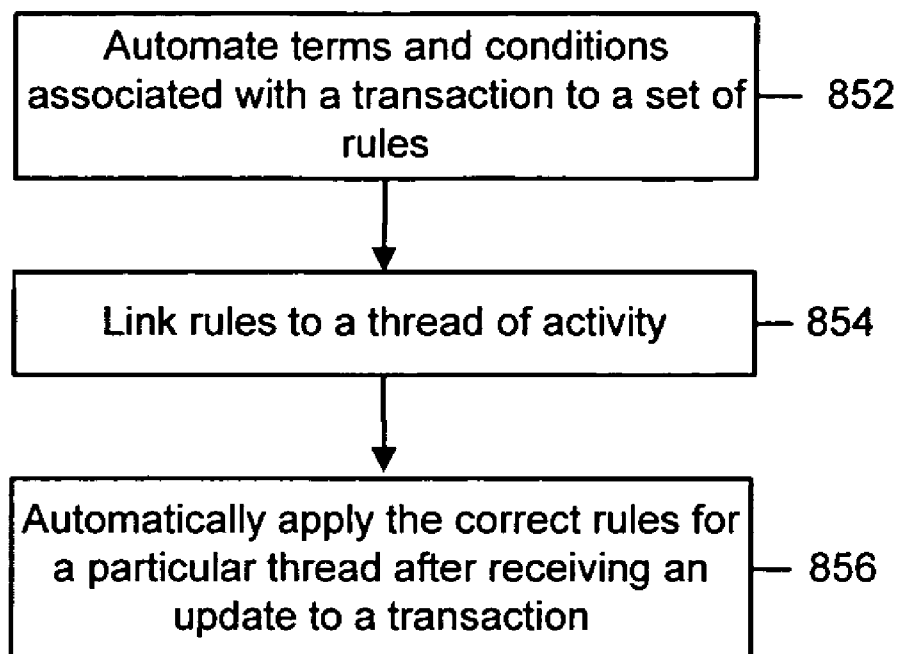 Automate terms and conditions
associated with a transaction to a set of
rules
852
Link rules to a thread of activity
854
Automatically apply the correct rules for
a particular thread after receiving an
update to a transaction
856